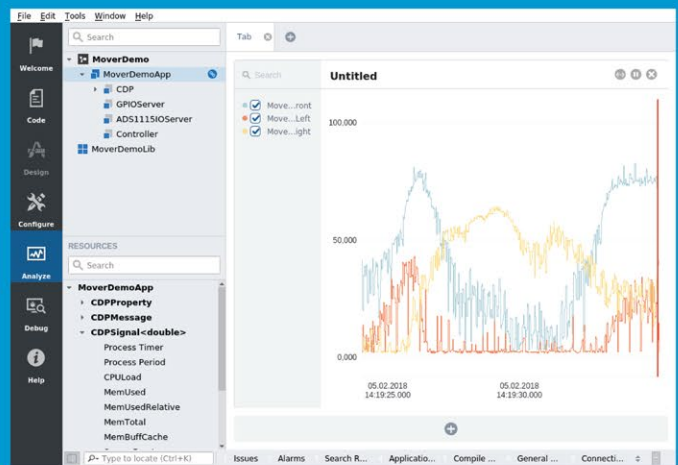 File Edit Tools Window Help
Welcome
Code
Design
Configure
Analyze
Debug
Help
Search
MoverDemo
MoverDemoApp
CDP
GPIOServer
ADS1115IOServer
Controller
MoverDemoLib
RESOURCES
Search
MoverDemoApp
CDPProperty
CDPMessage
CDPSignal<double>
Process Timer
Process Period
CPULoad
MemUsed
MemUsedRelative
MemTotal
MemBuffCache
Type to locate (Ctrl+K)
Tab
Search
Move...ront
Move...Left
Move...ight
Untitled
100,000
50,000
0,000
05.02.2018
14:19:25.000
05.02.2018
14:19:30.000
Issues Alarms Search R... Applicatio... Compile ... General ... Connecti...